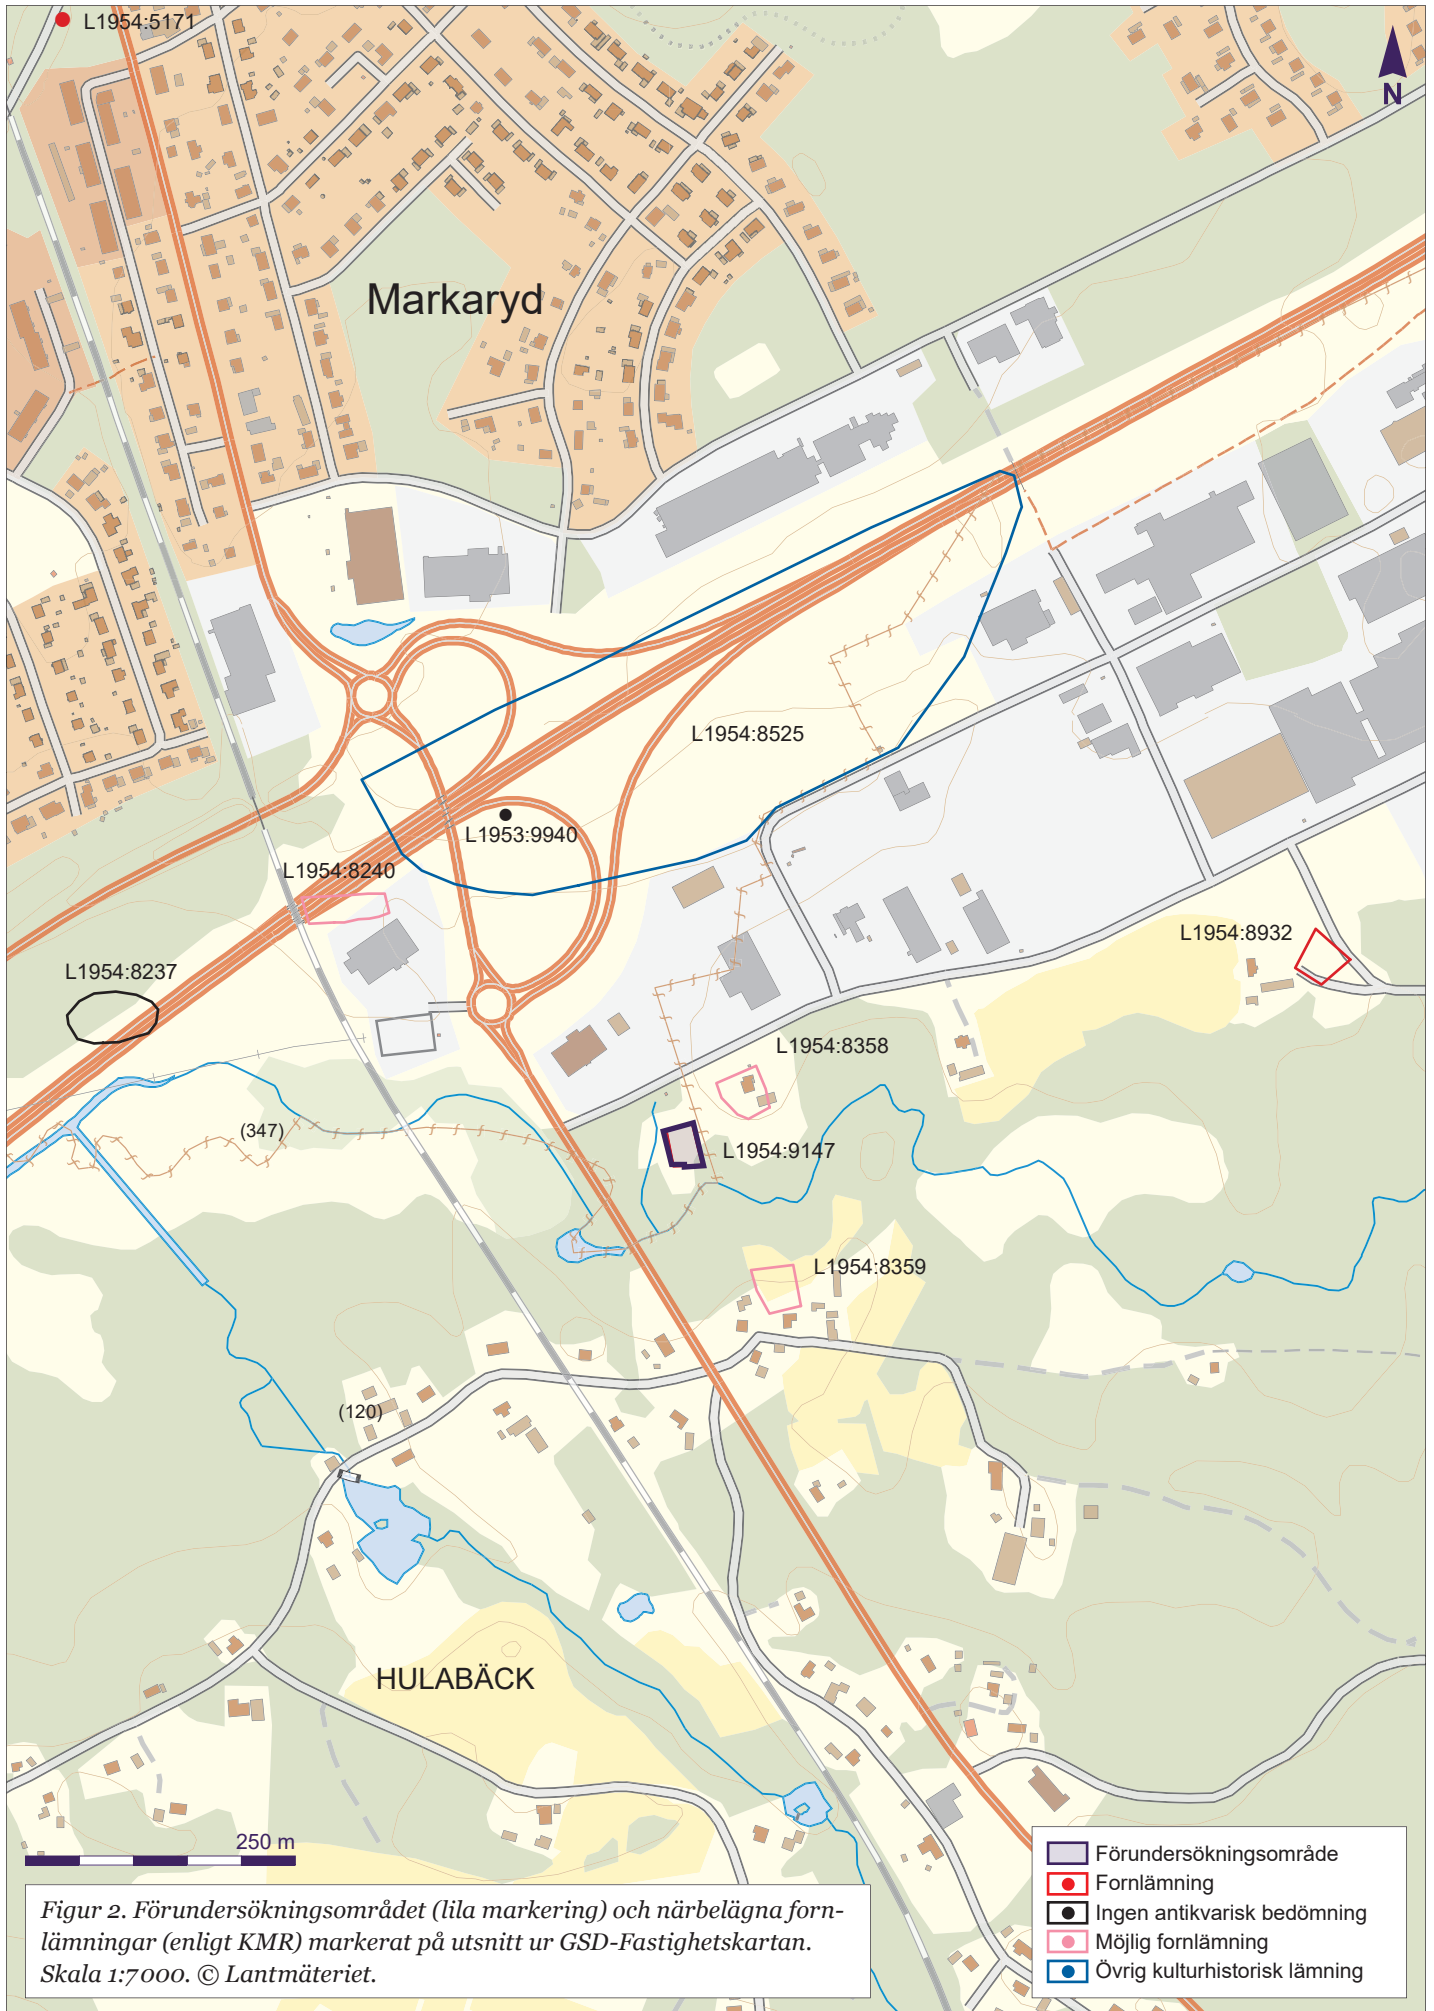 L1954:5171
N
Markaryd
L1954:8525
L1953:9940
L1954:8240
L1954:8932
L1954:8237
L1954:8358
(347)
L1954:9147
L1954:8359
(120)
HULABÄCK
250 m
Förundersökningsområde
Fornlämning
Ingen antikvarisk bedömning
Möjlig fornlämning
Övrig kulturhistorisk lämning
Figur 2. Förundersökningsområdet (lila markering) och närbelägna forn-
lämningar (enligt KMR) markerat på utsnitt ur GSD-Fastighetskartan.
Skala 1:7000. © Lantmäteriet.